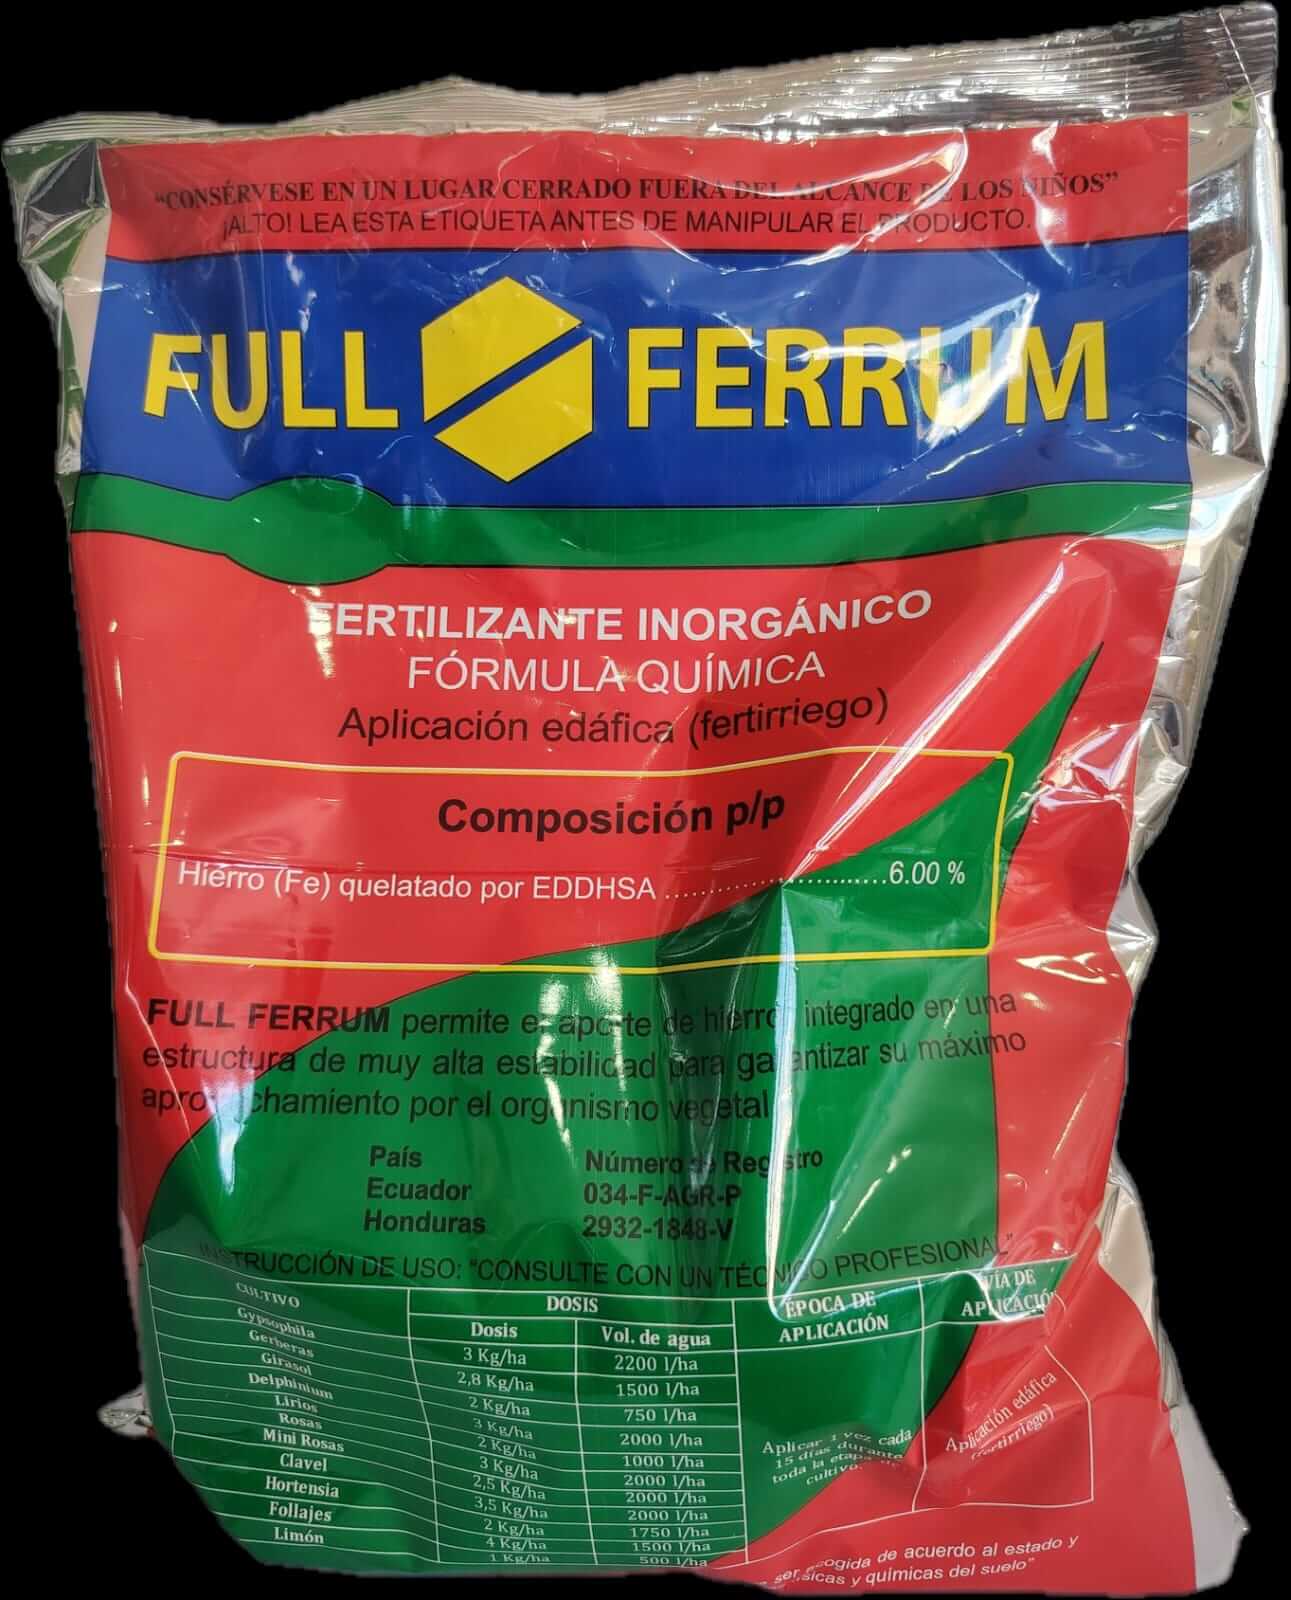 "CONSÉRVESE EN UN LUGAR CERRADO FUERA DEL ALCANCE DE LOS NIÑOS"
¡ALTO! LEA ESTA ETIQUETA ANTES DE MANIPULAR EL PRODUCTO.
FULL FERRUM
FERTILIZANTE INORGÁNICO
FÓRMULA QUÍMICA
Aplicación edáfica (fertirriego)
Composición p/p
Hierro (Fe) quelatado por EDDHSA ........................ 6.00 %
FULL FERRUM permite el aporte de hierro, integrado en una
estructura de muy alta estabilidad para garantizar su máximo
aprovechamiento por el organismo vegetal
País Número de Registro
Ecuador 034-F-AGR-P
Honduras 2932-1848-V
INSTRUCCIÓN DE USO: "CONSULTE CON UN TÉCNICO PROFESIONAL"
CULTIVO DOSIS ÉPOCA DE APLICACIÓN VÍA DE APLICACIÓN
Dosis Vol. de agua
Gypsophila 3 Kg/ha 2200 l/ha
Gerberas 2,8 Kg/ha 1500 l/ha
Girasol 2 Kg/ha 750 l/ha
Delphinium 3 Kg/ha 2000 l/ha
Lirios 2 Kg/ha 1000 l/ha
Rosas 3 Kg/ha 2000 l/ha
Mini Rosas 2,5 Kg/ha 2000 l/ha
Clavel 3,5 Kg/ha 2000 l/ha
Hortensia 2 Kg/ha 1750 l/ha
Follajes 4 Kg/ha 1500 l/ha
Limón 1 Kg/ha 500 l/ha
Aplicar 1 vez cada
15 días durante
toda la etapa
cultivo.
Aplicación edáfica
(fertirriego)
ser escogida de acuerdo al estado y
físicas y químicas del suelo"